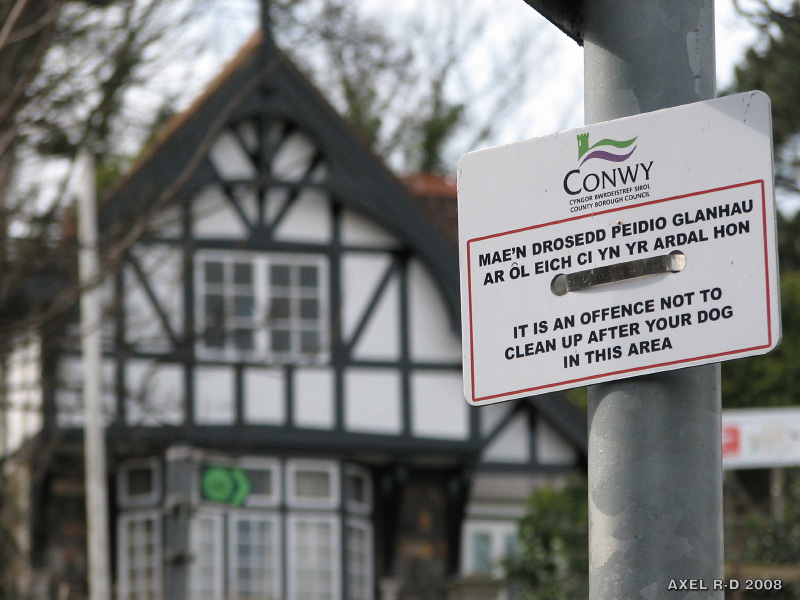 CONWY
CYNGOR BWRDEISTREF SIROL
COUNTY BOROUGH COUNCIL
MAE'N DROSEDD PEIDIO GLANHAU
AR ÔL EICH CI YN YR ARDAL HON
IT IS AN OFFENCE NOT TO
CLEAN UP AFTER YOUR DOG
IN THIS AREA
AXEL R-D 2008